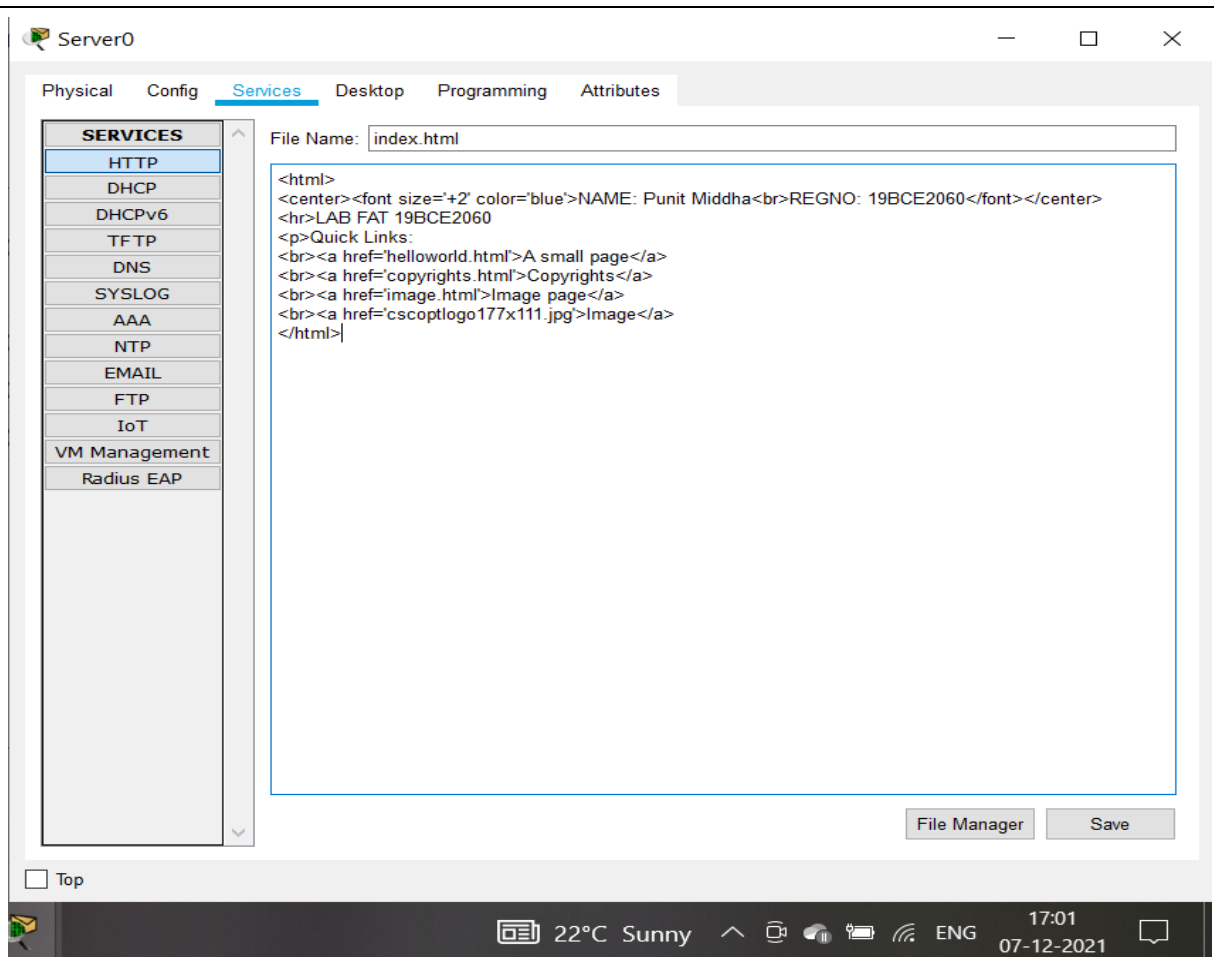 Server0
Physical Config Services Desktop Programming Attributes
SERVICES
HTTP
DHCP
DHCPv6
TFTP
DNS
SYSLOG
AAA
NTP
EMAIL
FTP
IoT
VM Management
Radius EAP
File Name: index.html
<html>
<center><font size='+2' color='blue'>NAME: Punit Middha<br>REGNO: 19BCE2060</font></center>
<hr>LAB FAT 19BCE2060
<p>Quick Links:
<br><a href='helloworld.html'>A small page</a>
<br><a href='copyrights.html'>Copyrights</a>
<br><a href='image.html'>Image page</a>
<br><a href='cscoptlogo177x111.jpg'>Image</a>
</html>
File Manager Save
Top
22°C Sunny ENG 17:01
07-12-2021